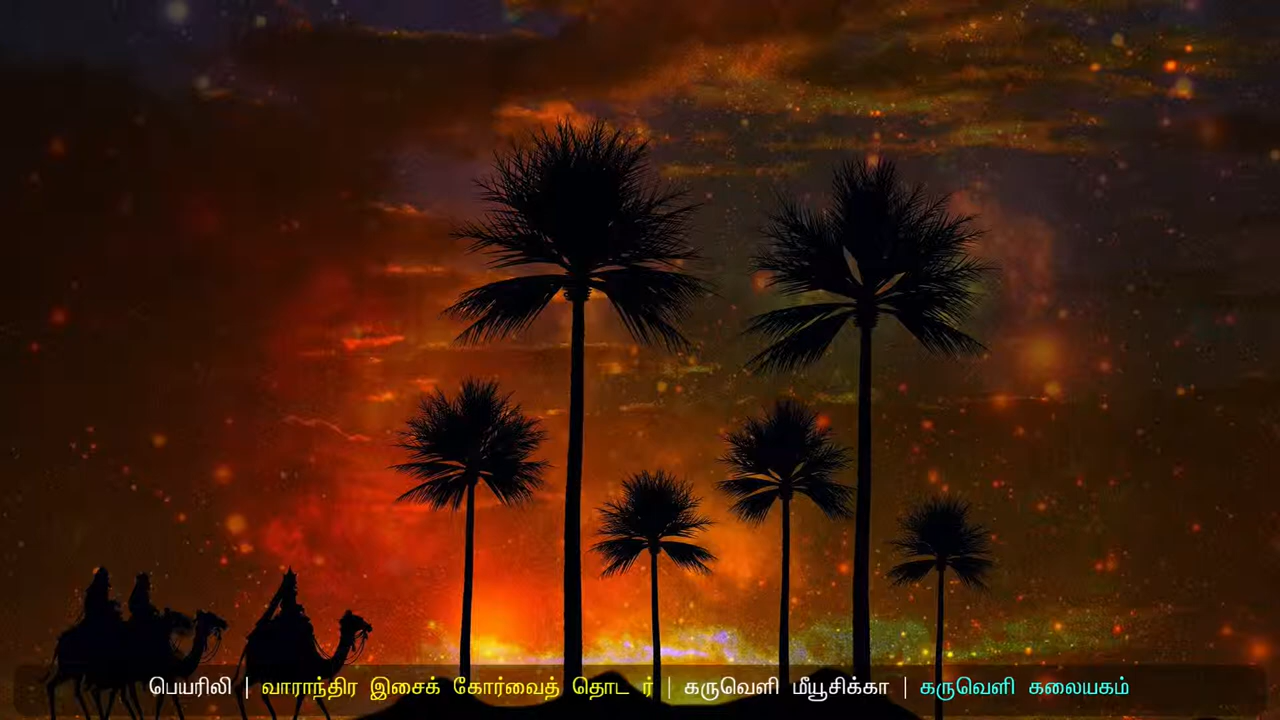 பெயரிலி | வாராந்திர இசைக் கோர்வைத் தொட ர் | கருவெளி மீயூசிக்கா | கருவெளி கலையகம்